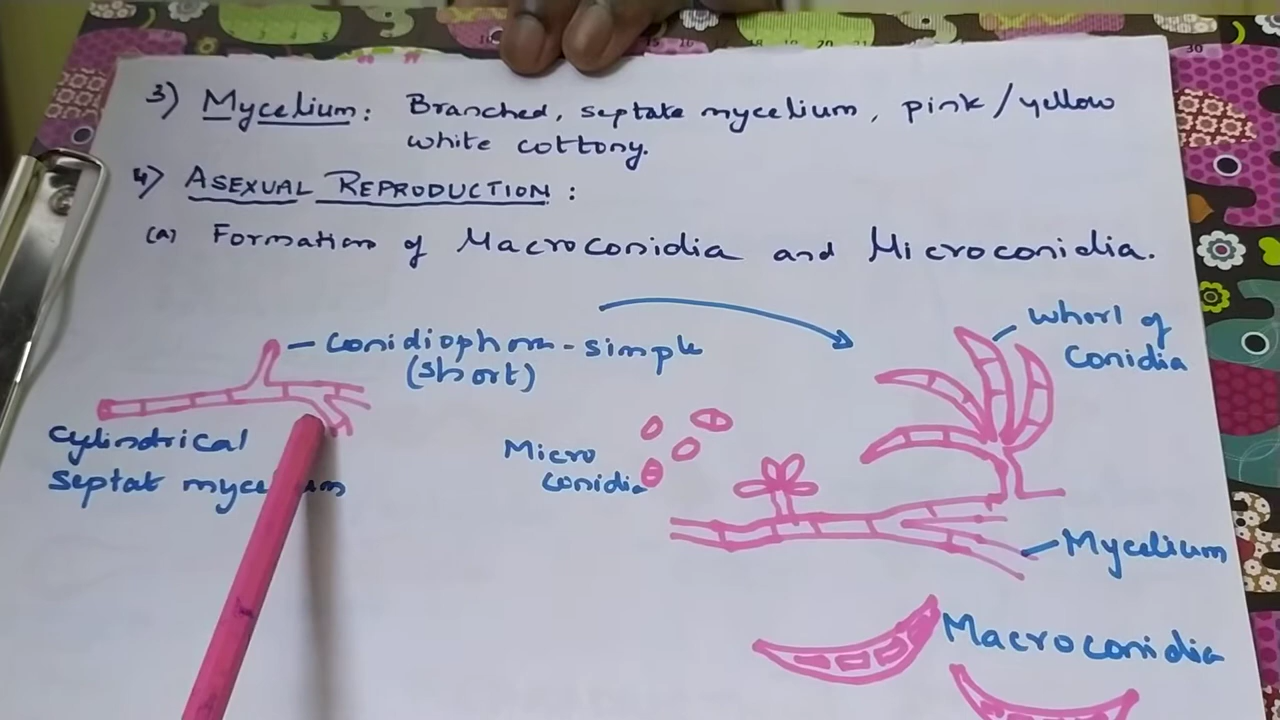 3) Mycelium: Branched, septate mycelium, pink/yellow
white cottony.
4) ASEXUAL REPRODUCTION:
(A) Formation of Macroconidia and Microconidia.
Conidiophore-simple
(short)
Cylindrical
Septate
whorl of
Conidia
Micro
conidia
Mycelium
Macroconidia